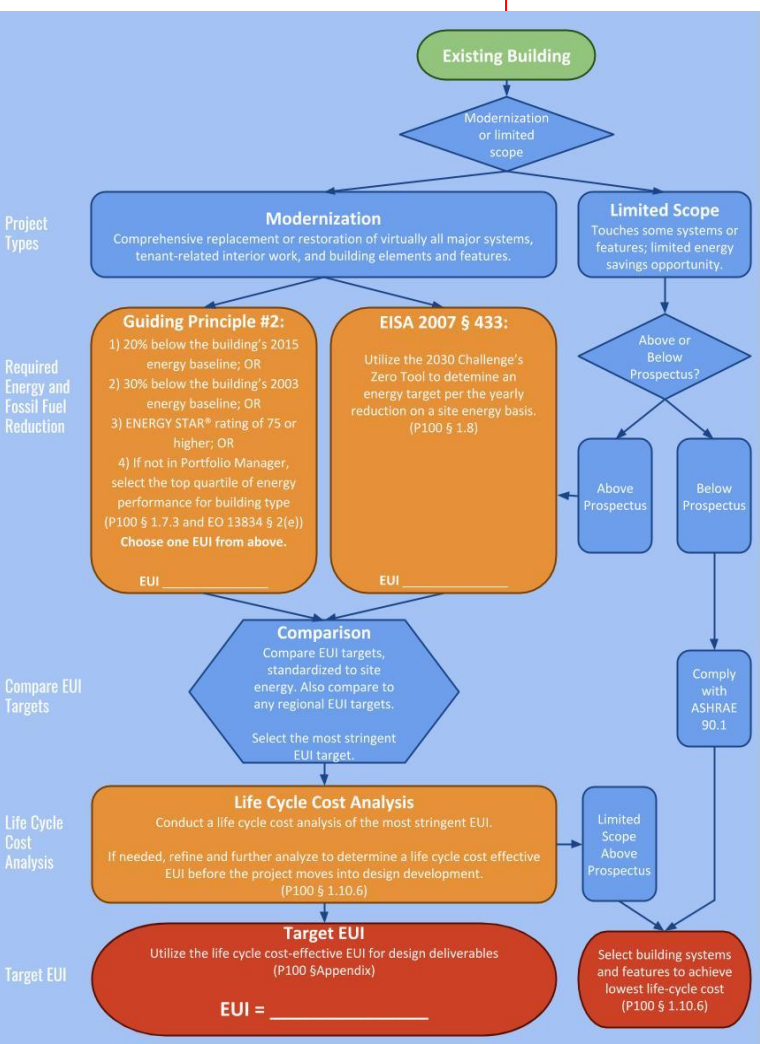 Existing Building
Modernization
or limited
scope
Project
Types
Modernization
Comprehensive replacement or restoration of virtually all major systems,
tenant-related interior work, and building elements and features.
Limited Scope
Touches some systems or
features; limited energy
savings opportunity.
Required
Energy and
Fossil Fuel
Reduction
Guiding Principle #2:
1) 20% below the building's 2015
energy baseline; OR
2) 30% below the building's 2003
energy baseline; OR
3) ENERGY STAR® rating of 75 or
higher; OR
4) If not in Portfolio Manager,
select the top quartile of energy
performance for building type
(P100 § 1.7.3 and EO 13834 § 2(e))
Choose one EUI from above.
EUI _______________
EISA 2007 § 433:
Utilize the 2030 Challenge's
Zero Tool to detemine an
energy target per the yearly
reduction on a site energy basis.
(P100 § 1.8)
EUI _______________
Above or
Below
Prospectus?
Above
Prospectus
Below
Prospectus
Compare EUI
Targets
Comparison
Compare EUI targets,
standardized to site
energy. Also compare to
any regional EUI targets.
Select the most stringent
EUI target.
Comply
with
ASHRAE
90.1
Life Cycle
Cost
Analysis
Life Cycle Cost Analysis
Conduct a life cycle cost analysis of the most stringent EUI.
If needed, refine and further analyze to determine a life cycle cost effective
EUI before the project moves into design development.
(P100 § 1.10.6)
Limited
Scope
Above
Prospectus
Target EUI
Target EUI
Utilize the life cycle cost-effective EUI for design deliverables
(P100 §Appendix)
EUI = _______________
Select building systems
and features to achieve
lowest life-cycle cost
(P100 § 1.10.6)